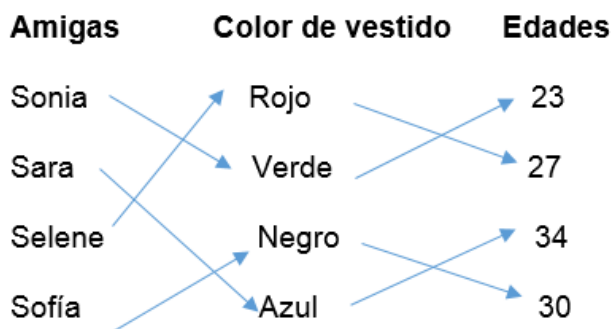 Amigas Color de vestido Edades
Sonia Rojo 23
Sara Verde 27
Selene Negro 34
Sofía Azul 30